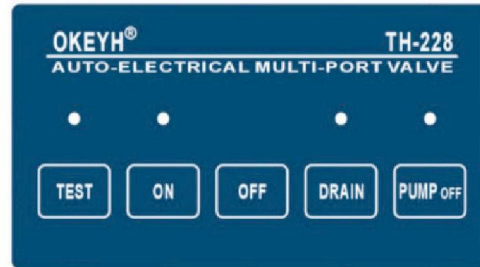 OKEYH® TH-228
AUTO-ELECTRICAL MULTI-PORT VALVE
TEST ON OFF DRAIN PUMP OFF